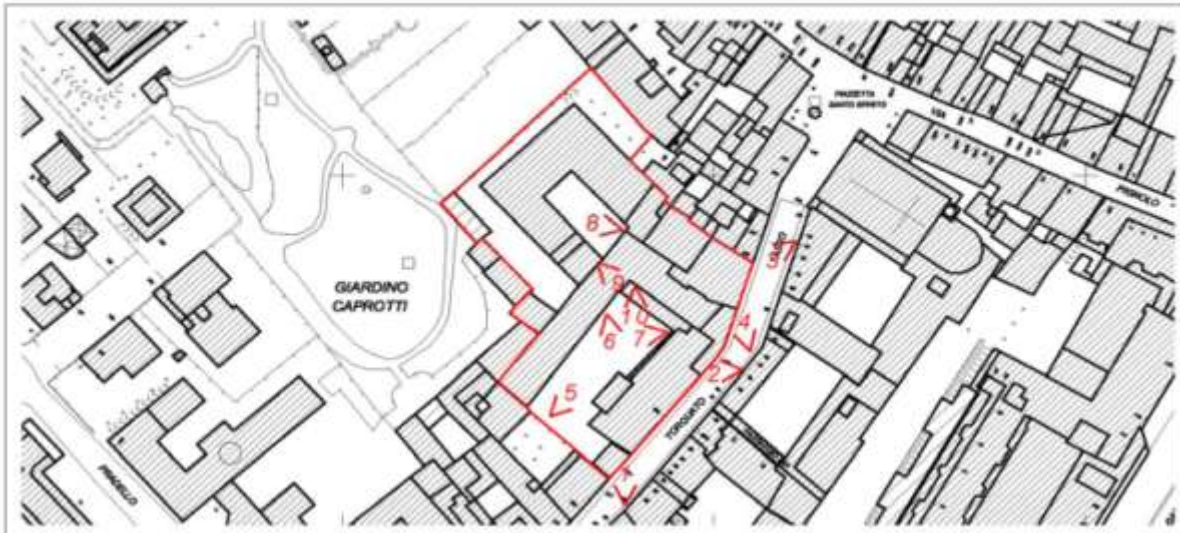 PIAZZETTA
SANTO SPIRITO
VIA
PIGNOLO
TASSO
8
3
GIARDINO
CAPROTTI
9
10
6
7
4
2
5
TORQUATO
PRADELLO
1